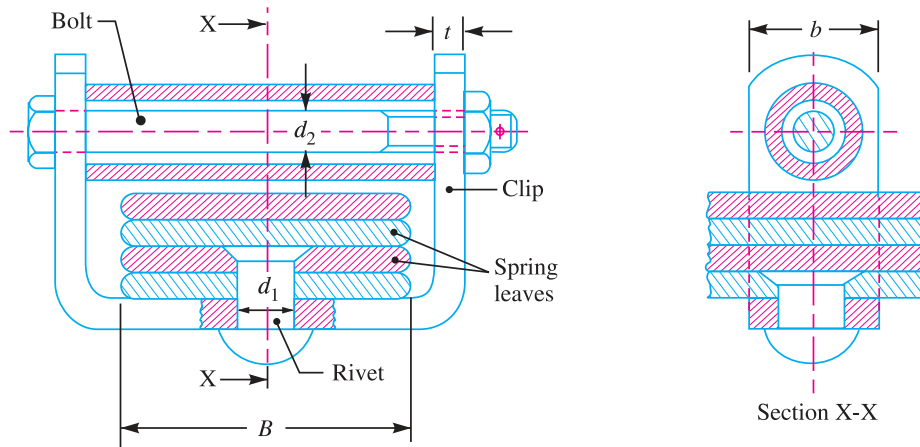 Bolt
X
t
b
d2
Clip
Spring
leaves
d1
X
Rivet
B
Section X-X